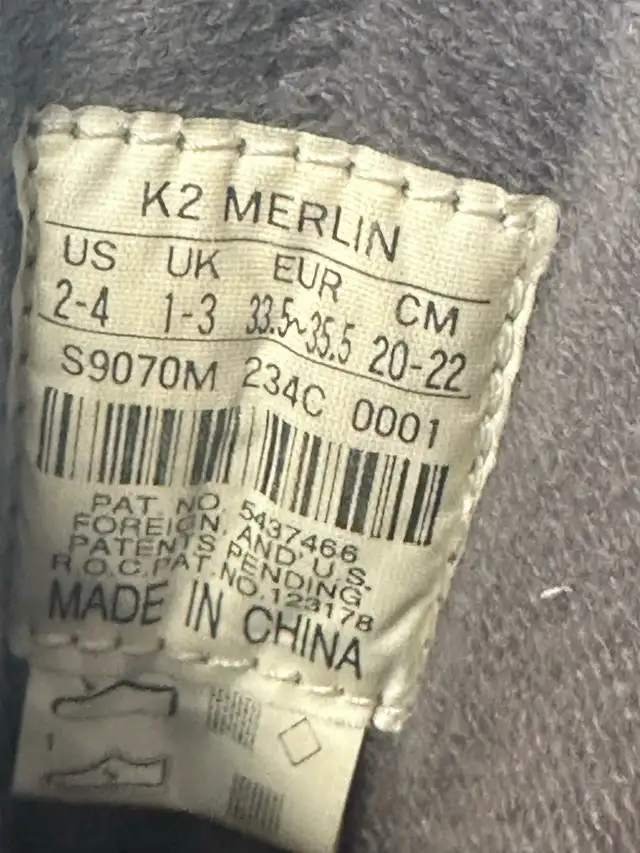 K2 MERLIN
US UK EUR CM
2-4 1-3 33.5~35.5 20-22
S9070M 234C 0001
PAT. NO. 5437466
FOREIGN, AND U.S.
PATENTS PENDING
R.O.C.PAT.NO.123178
MADE IN CHINA
1